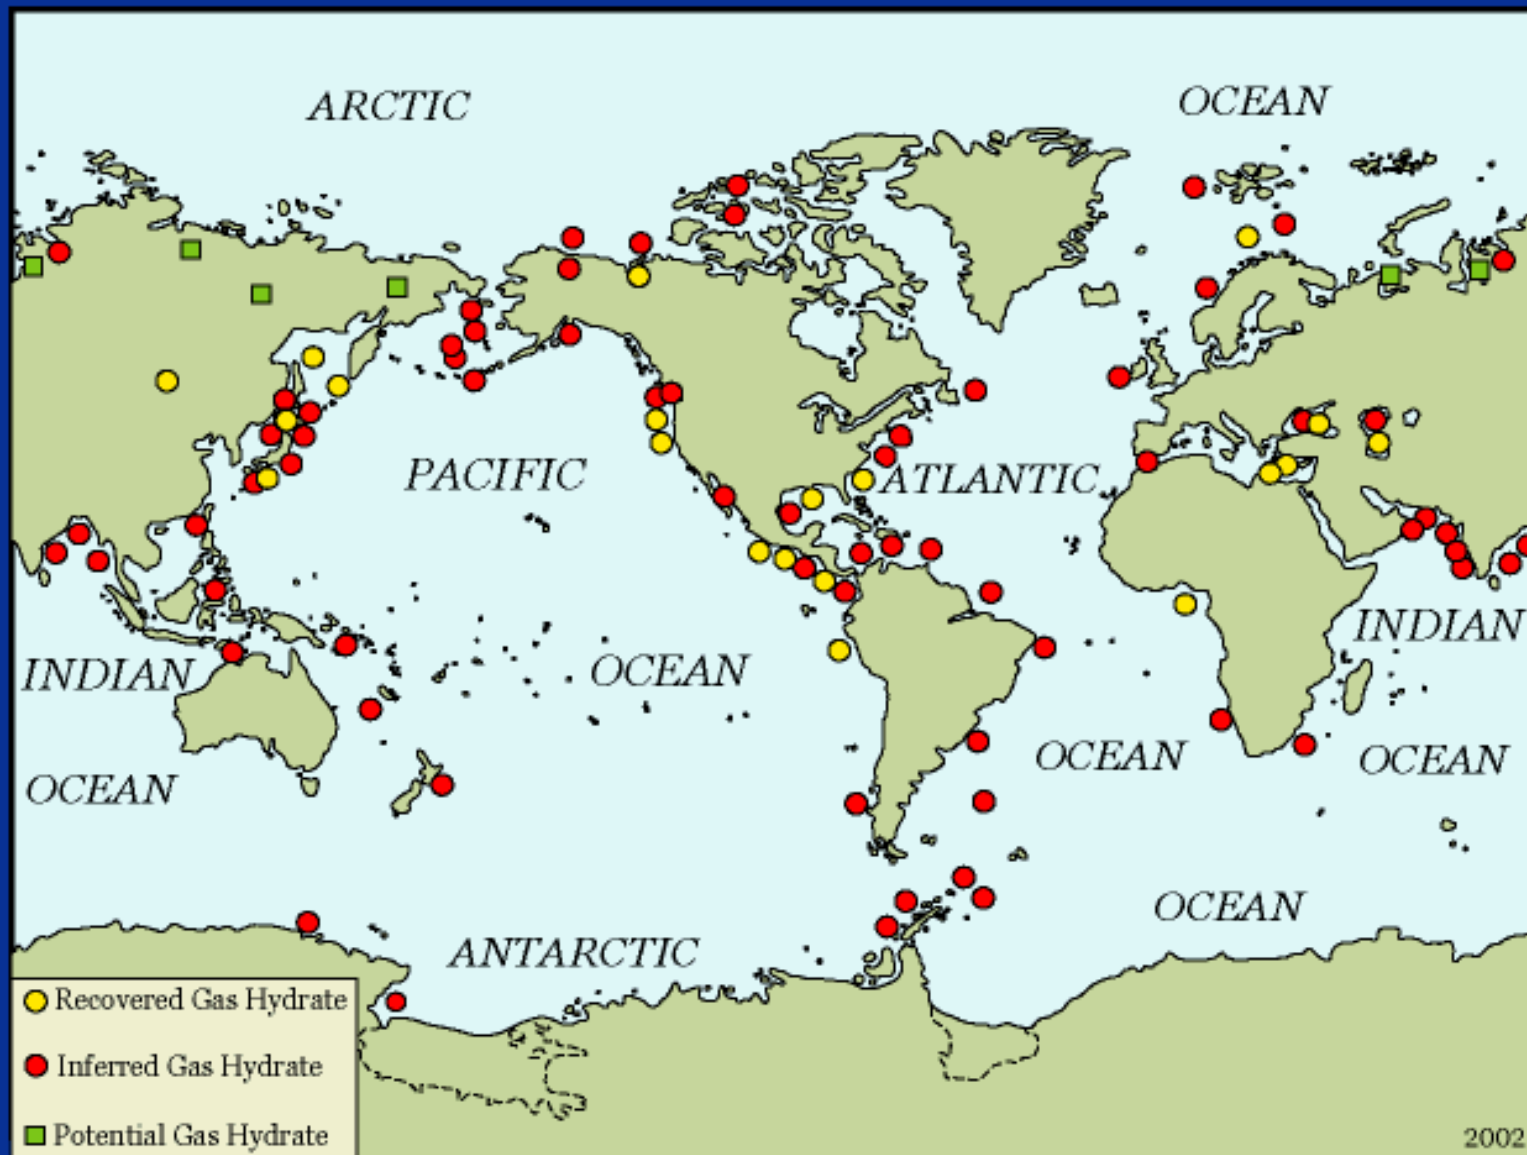 ARCTIC
OCEAN
PACIFIC
ATLANTIC
INDIAN
INDIAN
OCEAN
OCEAN
OCEAN
OCEAN
OCEAN
ANTARCTIC
Recovered Gas Hydrate
Inferred Gas Hydrate
Potential Gas Hydrate
2002